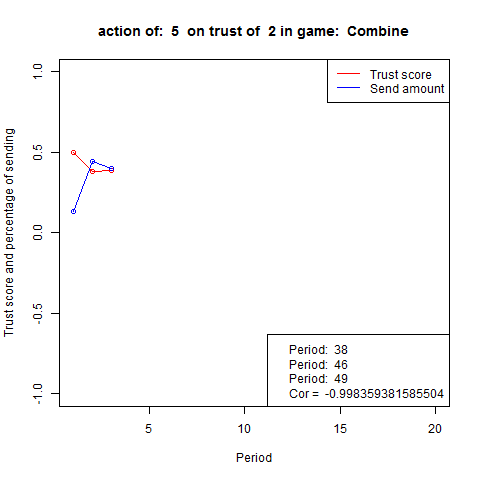 action of:  5  on trust of  2 in game:  Combine
Trust score
Send amount
Trust score and percentage of sending
1.0
0.5
0.0
-0.5
-1.0
Period:  38
Period:  46
Period:  49
Cor =  -0.998359381585504
5
10
15
20
Period